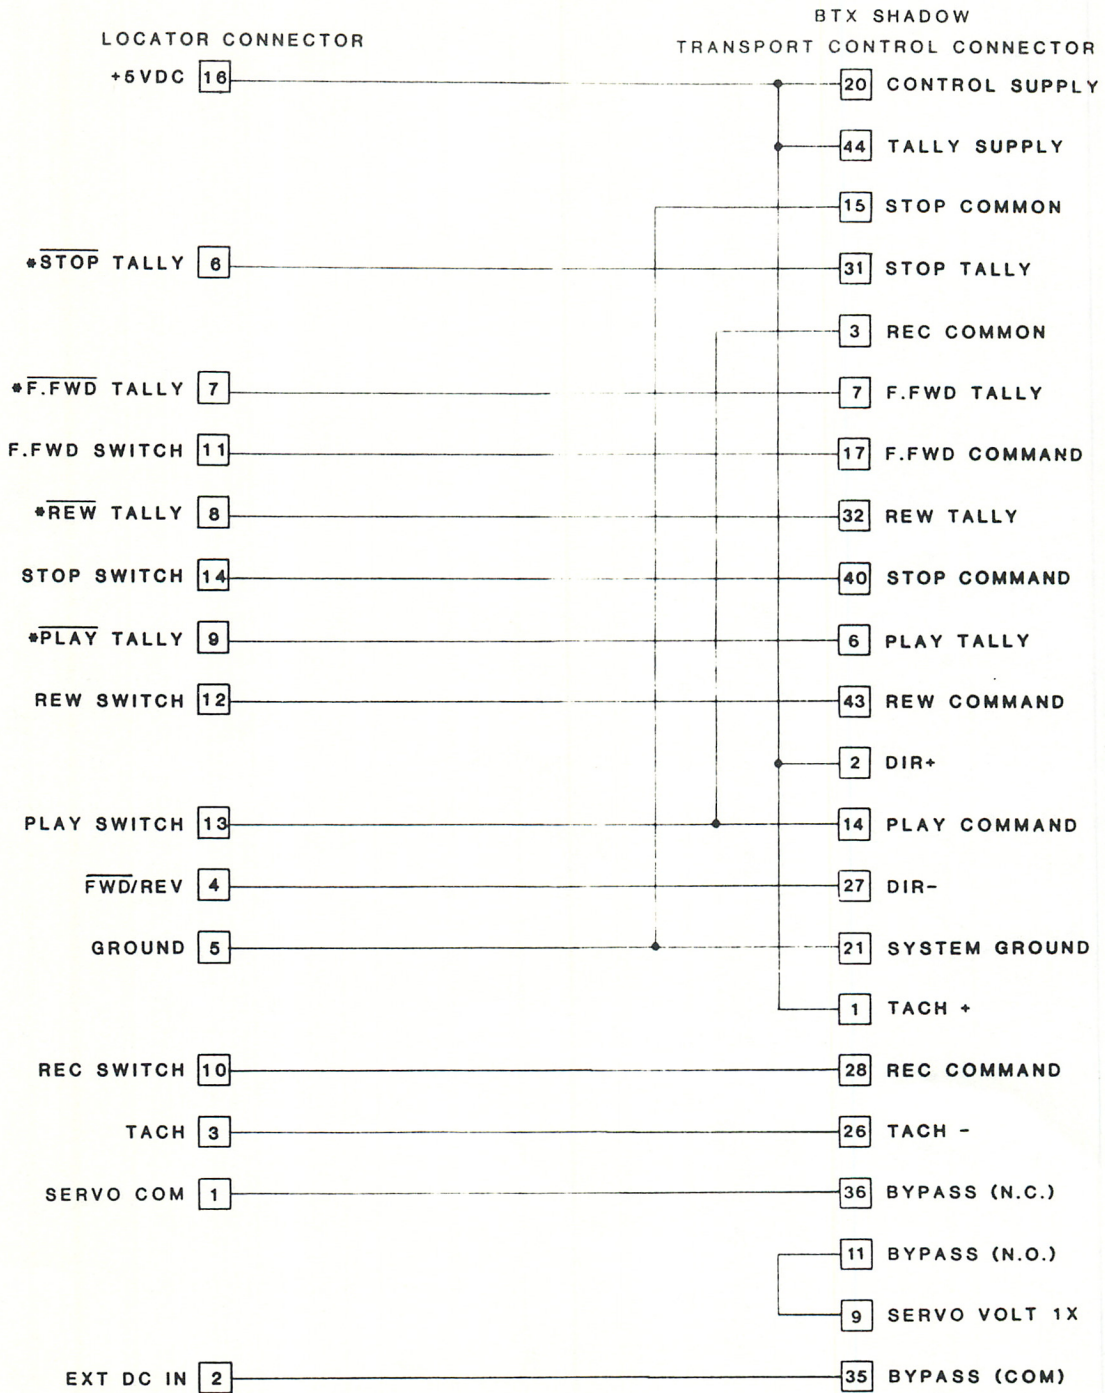 BTX SHADOW
LOCATOR CONNECTOR TRANSPORT CONTROL CONNECTOR
+5VDC 16 20 CONTROL SUPPLY
44 TALLY SUPPLY
15 STOP COMMON
*STOP TALLY 6 31 STOP TALLY
3 REC COMMON
*F.FWD TALLY 7 7 F.FWD TALLY
F.FWD SWITCH 11 17 F.FWD COMMAND
*REW TALLY 8 32 REW TALLY
STOP SWITCH 14 40 STOP COMMAND
*PLAY TALLY 9 6 PLAY TALLY
REW SWITCH 12 43 REW COMMAND
2 DIR+
PLAY SWITCH 13 14 PLAY COMMAND
FWD/REV 4 27 DIR-
GROUND 5 21 SYSTEM GROUND
1 TACH +
REC SWITCH 10 28 REC COMMAND
TACH 3 26 TACH -
SERVO COM 1 36 BYPASS (N.C.)
11 BYPASS (N.O.)
9 SERVO VOLT 1X
EXT DC IN 2 35 BYPASS (COM)